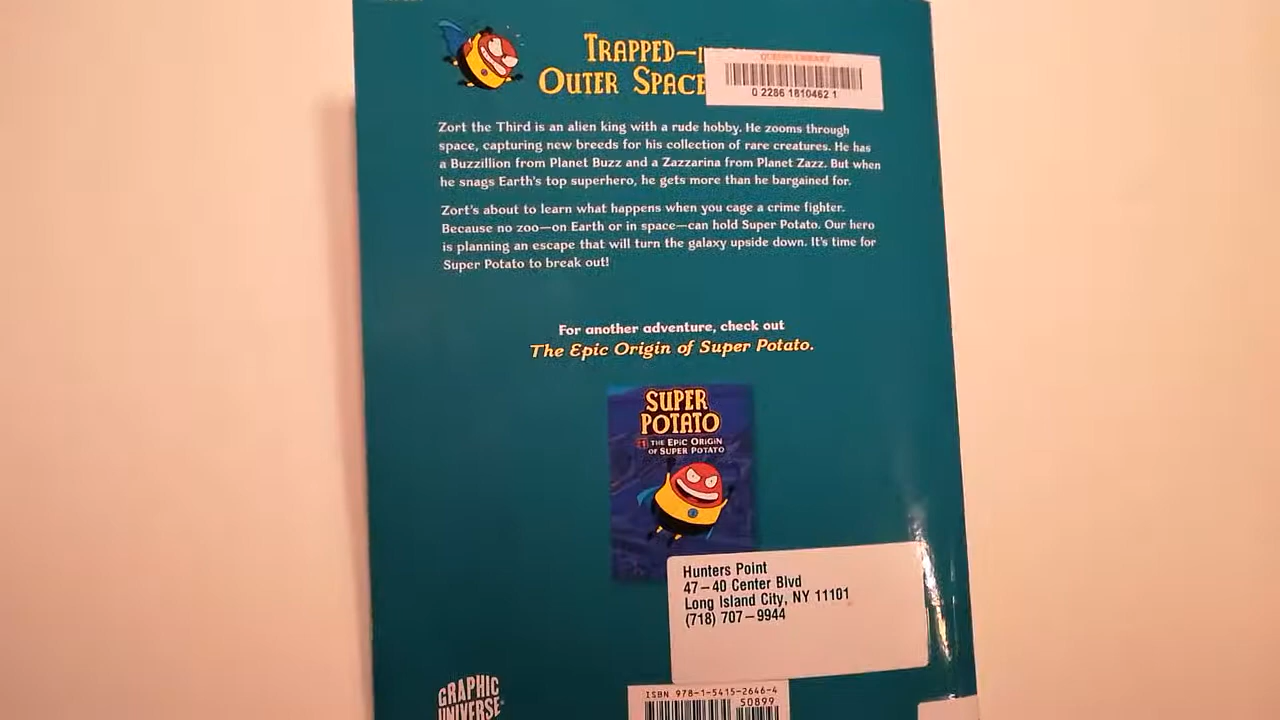 TRAPPED—
OUTER SPACE
QUEENS LIBRARY
0 2286 1810462 1
Zort the Third is an alien king with a rude hobby. He zooms through
space, capturing new breeds for his collection of rare creatures. He has
a Buzzillion from Planet Buzz and a Zazzarina from Planet Zazz. But when
he snags Earth's top superhero, he gets more than he bargained for.
Zort's about to learn what happens when you cage a crime fighter.
Because no zoo—on Earth or in space—can hold Super Potato. Our hero
is planning an escape that will turn the galaxy upside down. It's time for
Super Potato to break out!
For another adventure, check out
The Epic Origin of Super Potato.
SUPER
POTATO
#1 THE EPIC ORIGIN
OF SUPER POTATO
Hunters Point
47-40 Center Blvd
Long Island City, NY 11101
(718) 707-9944
GRAPHIC
UNIVERSE
ISBN 978-1-5415-2646-4
50899